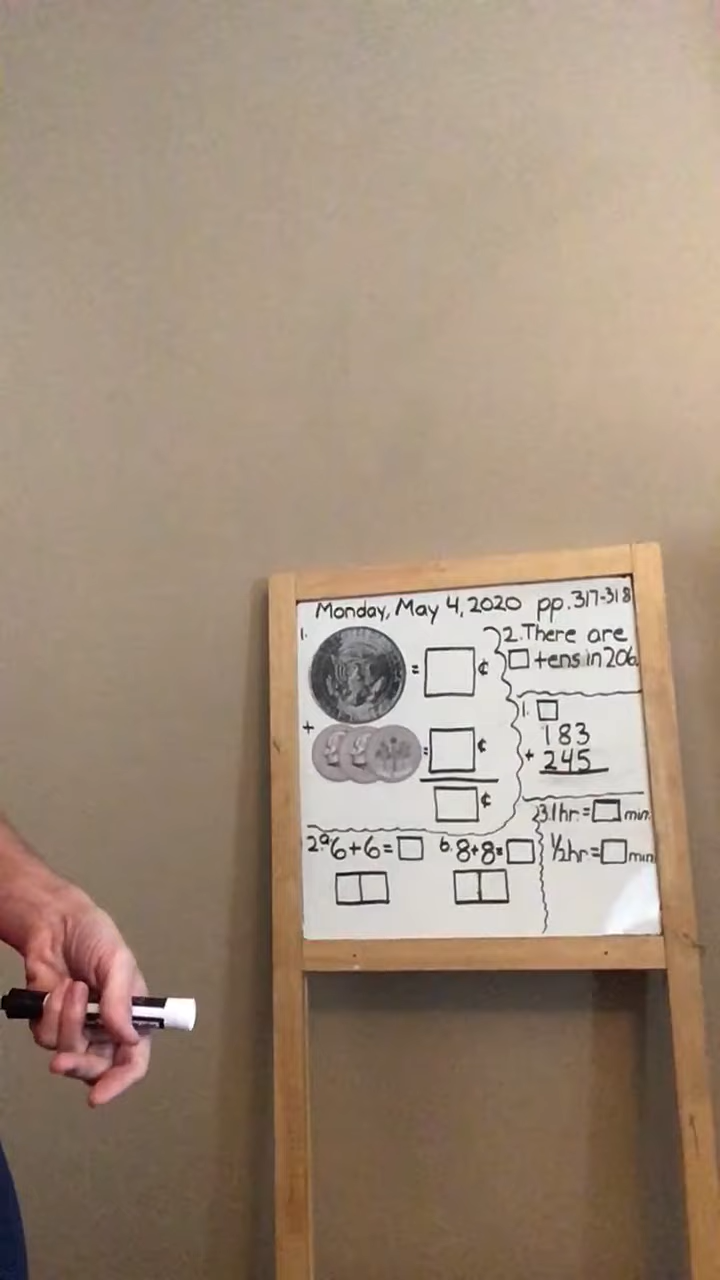 Monday, May 4, 2020 pp. 317-318
1.
= □ ¢
+
= □ ¢
□ ¢
2. There are
□ tens in 206.
1. □
183
+ 245
2. a. 6+6= □ b. 8+8= □
3. 1 hr. = □ min.
½ hr. = □ min.